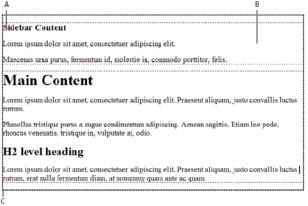 A
B
Sidebar Content
Lorem ipsum dolor sit amet, consectetuer adipiscing elit.
Maecenas urna purus, fermentum id, molestie in, commodo porttitor, felis.
Main Content
Lorem ipsum dolor sit amet, consectetuer adipiscing elit. Praesent aliquam, justo convallis luctus
rutrum.
Phasellus tristique purus a augue condimentum adipiscing. Aenean sagittis. Etiam leo pede,
rhoncus venenatis, tristique in, vulputate at, odio.
H2 level heading
Lorem ipsum dolor sit amet, consectetuer adipiscing elit. Praesent aliquam, justo convallis luctus
rutrum, erat nulla fermentum diam, at nonummy quam ante ac quam.
C